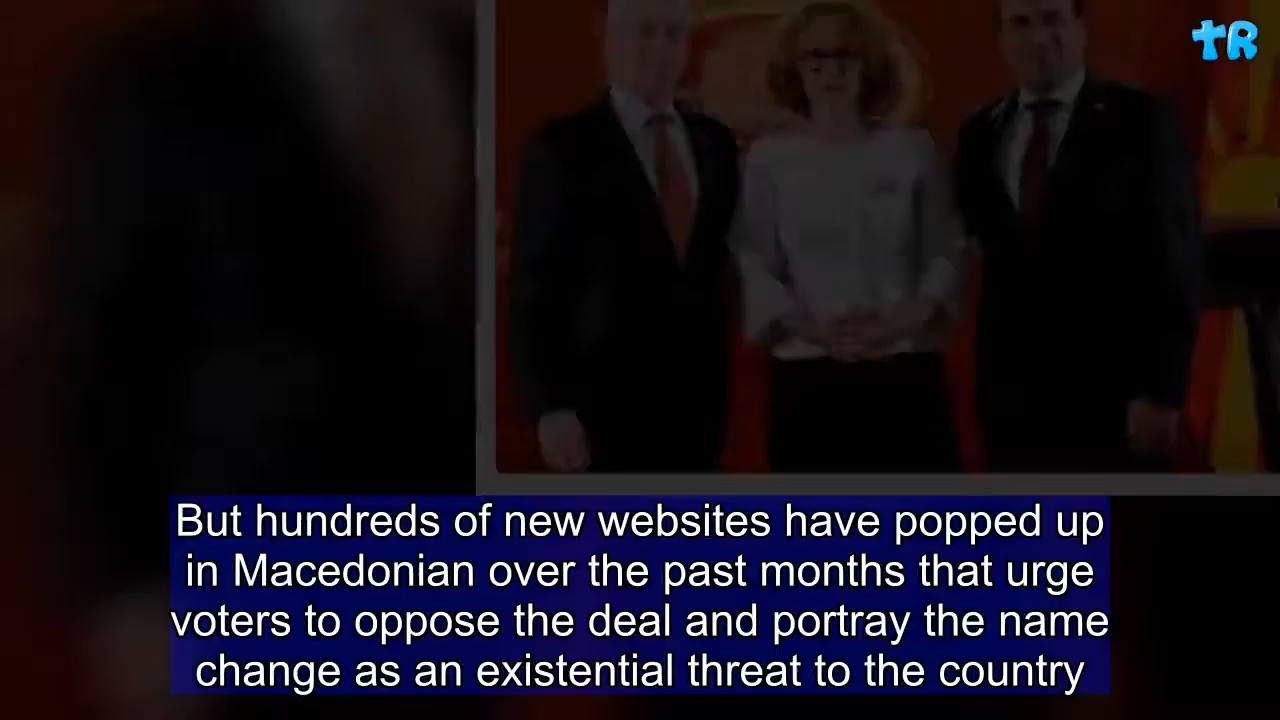 TR
But hundreds of new websites have popped up
in Macedonian over the past months that urge
voters to oppose the deal and portray the name
change as an existential threat to the country